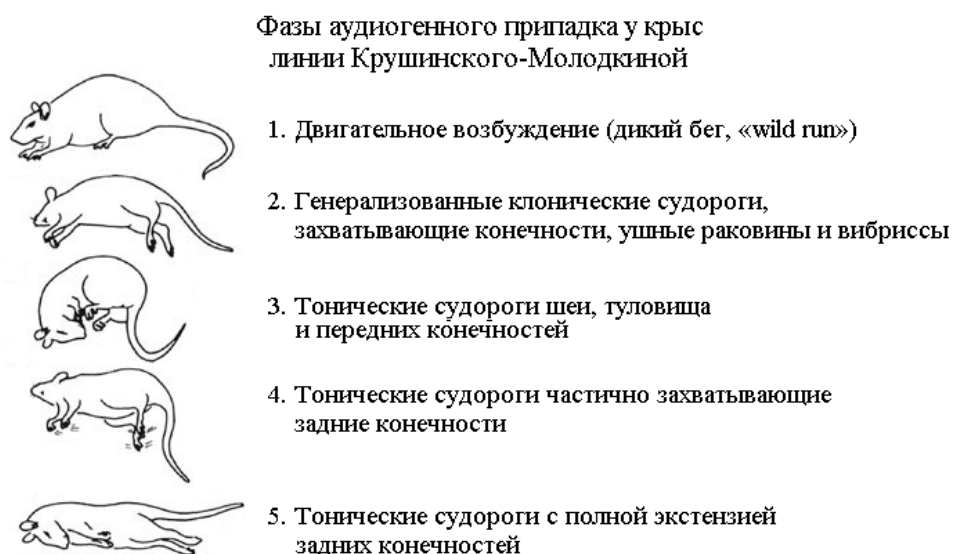 Фазы аудиогенного припадка у крыс
линии Крушинского-Молодкиной
1. Двигательное возбуждение (дикий бег, «wild run»)
2. Генерализованные клонические судороги,
захватывающие конечности, ушные раковины и вибриссы
3. Тонические судороги шеи, туловища
и передних конечностей
4. Тонические судороги частично захватывающие
задние конечности
5. Тонические судороги с полной экстензией
задних конечностей